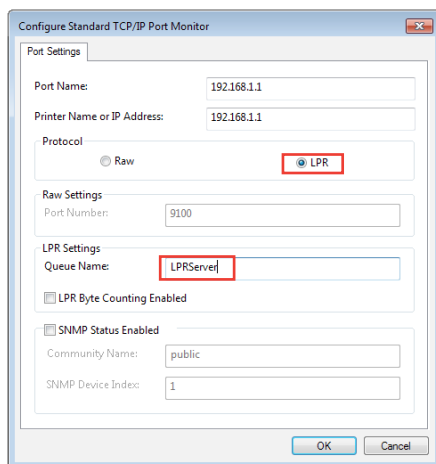 Configure Standard TCP/IP Port Monitor
Port Settings
Port Name: 192.168.1.1
Printer Name or IP Address: 192.168.1.1
Protocol
Raw LPR
Raw Settings
Port Number: 9100
LPR Settings
Queue Name: LPRServer
LPR Byte Counting Enabled
SNMP Status Enabled
Community Name: public
SNMP Device Index: 1
OK Cancel